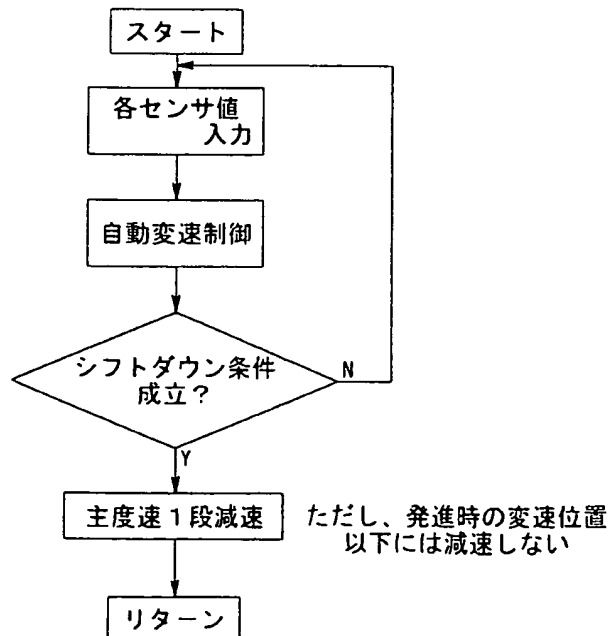 スタート
各センサ値
入力
自動変速制御
シフトダウン条件
成立?
N
Y
主度速1段減速
ただし、発進時の変速位置
以下には減速しない
リターン